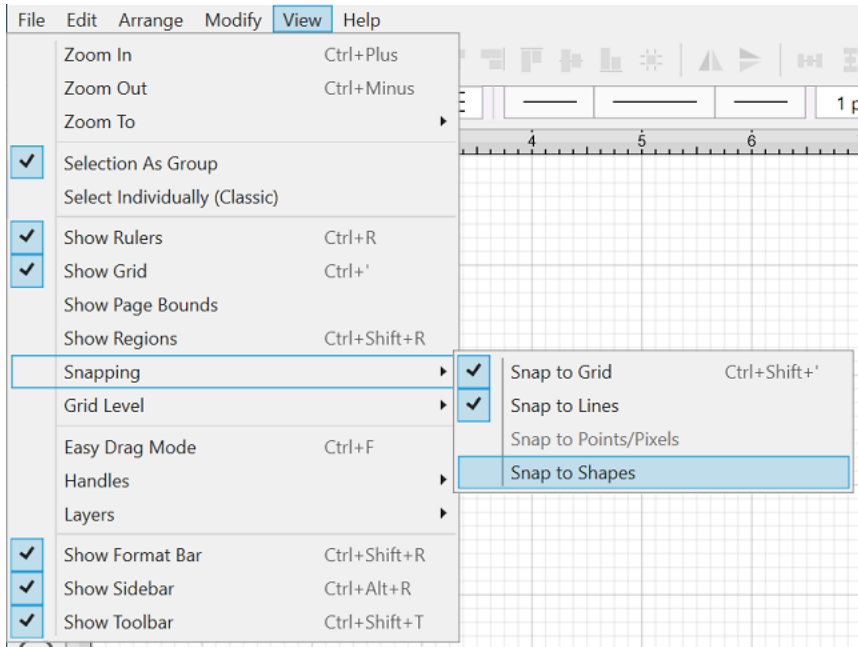 File Edit Arrange Modify View Help
Zoom In Ctrl+Plus
Zoom Out Ctrl+Minus
Zoom To
1
4 5 6
Selection As Group
Select Individually (Classic)
Show Rulers Ctrl+R
Show Grid Ctrl+'
Show Page Bounds
Show Regions Ctrl+Shift+R
Snapping
Grid Level
Snap to Grid Ctrl+Shift+'
Snap to Lines
Snap to Points/Pixels
Snap to Shapes
Easy Drag Mode Ctrl+F
Handles
Layers
Show Format Bar Ctrl+Shift+R
Show Sidebar Ctrl+Alt+R
Show Toolbar Ctrl+Shift+T